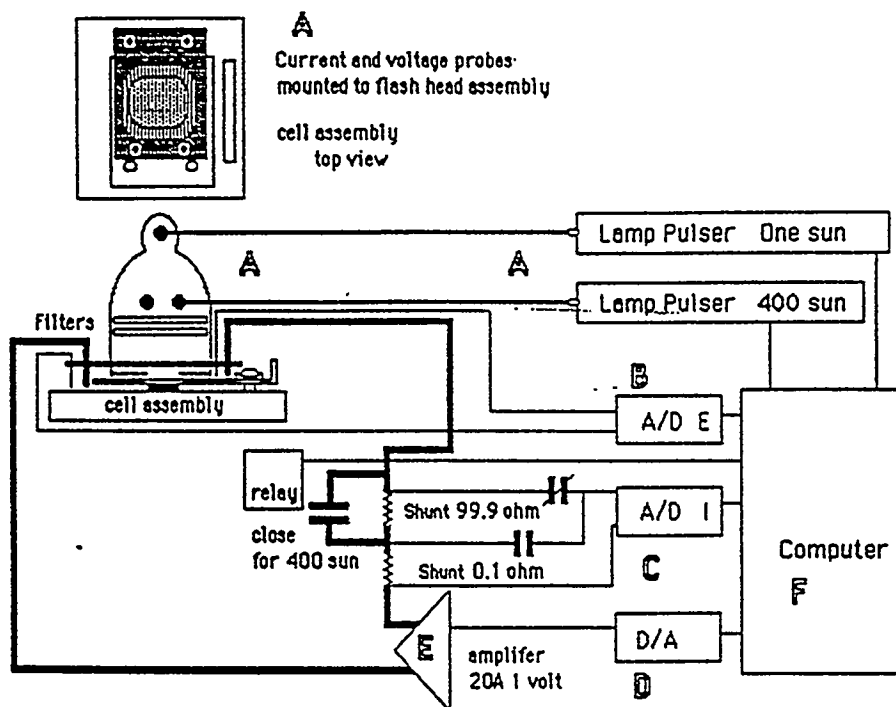 A
Current and voltage probes
mounted to flash head assembly
cell assembly
top view
Lamp Pulser One sun
A
A
Lamp Pulser 400 sun
Filters
B
cell assembly
A/D E
relay
Shunt 99.9 ohm
A/D I
close
for 400 sun
Computer
Shunt 0.1 ohm
C
F
E
D/A
amplifer
20A 1 volt
D